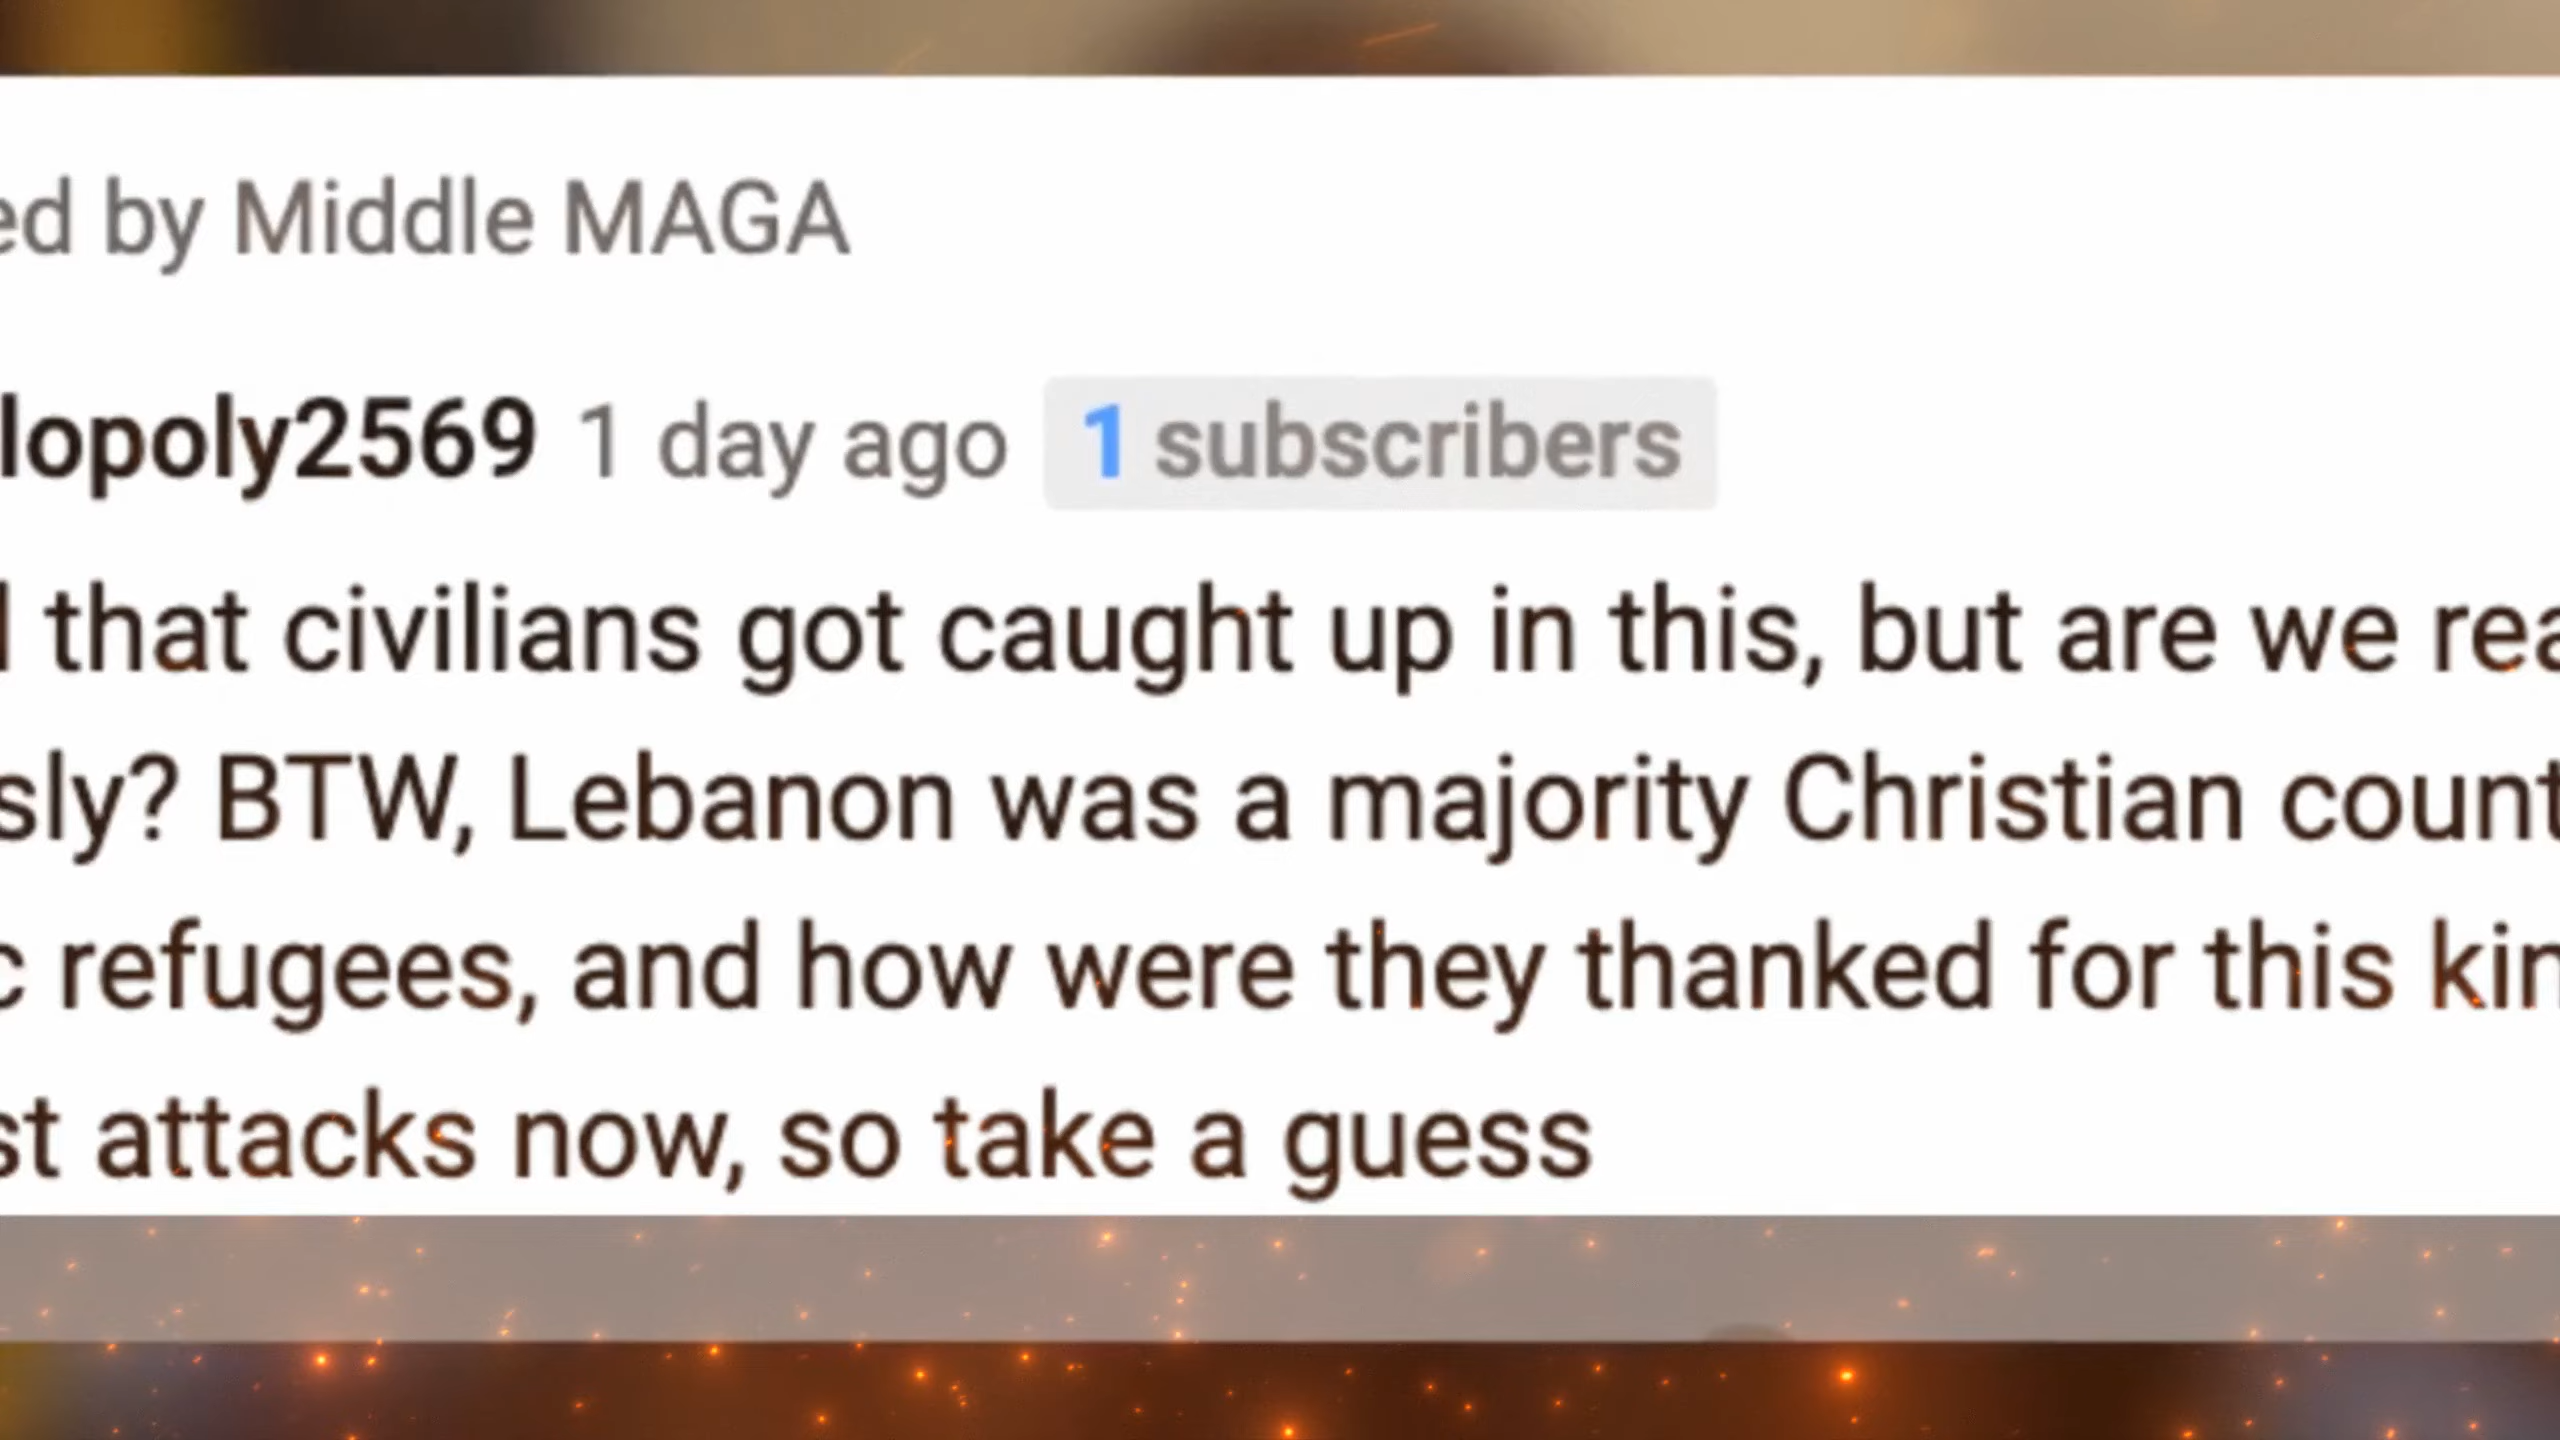 ed by Middle MAGA
lopoly2569 1 day ago 1 subscribers
that civilians got caught up in this, but are we rea
sly? BTW, Lebanon was a majority Christian count
c refugees, and how were they thanked for this kin
st attacks now, so take a guess